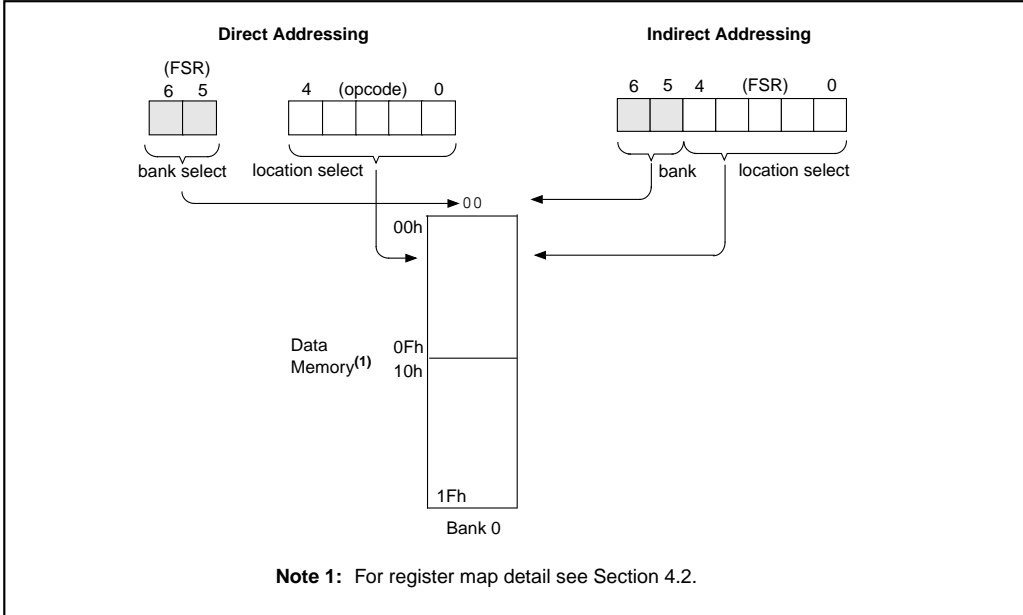 Direct Addressing
Indirect Addressing
(FSR)
6 5
4 (opcode) 0
6 5 4 (FSR) 0
bank select
location select
bank
location select
00
00h
Data
Memory(1)
0Fh
10h
1Fh
Bank 0
Note 1: For register map detail see Section 4.2.